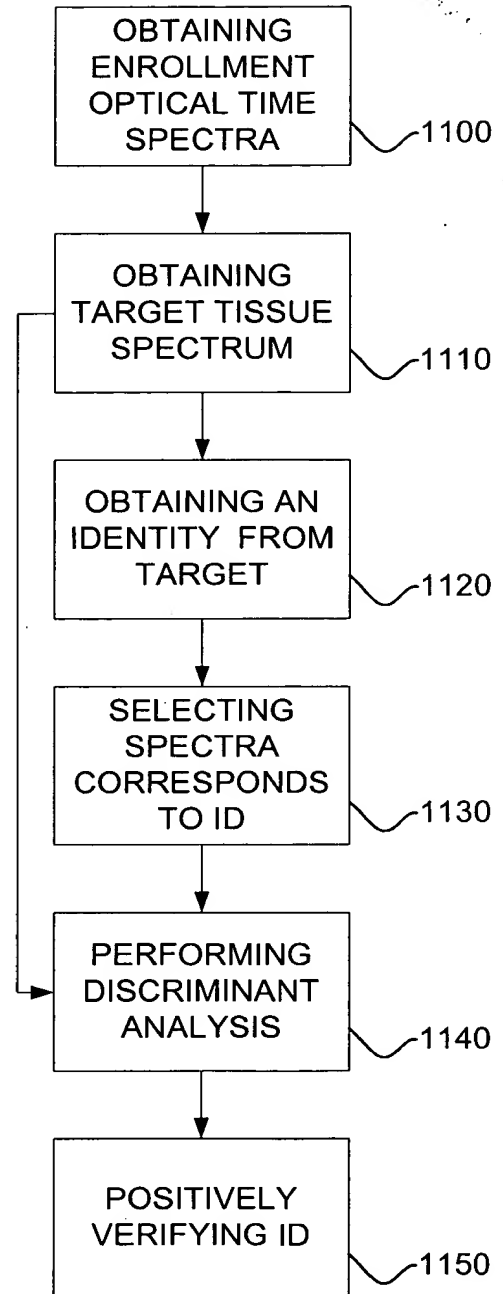 OBTAINING
ENROLLMENT
OPTICAL TIME
SPECTRA
1100
OBTAINING
TARGET TISSUE
SPECTRUM
1110
OBTAINING AN
IDENTITY FROM
TARGET
1120
SELECTING
SPECTRA
CORRESPONDS
TO ID
1130
PERFORMING
DISCRIMINANT
ANALYSIS
1140
POSITIVELY
VERIFYING ID
1150